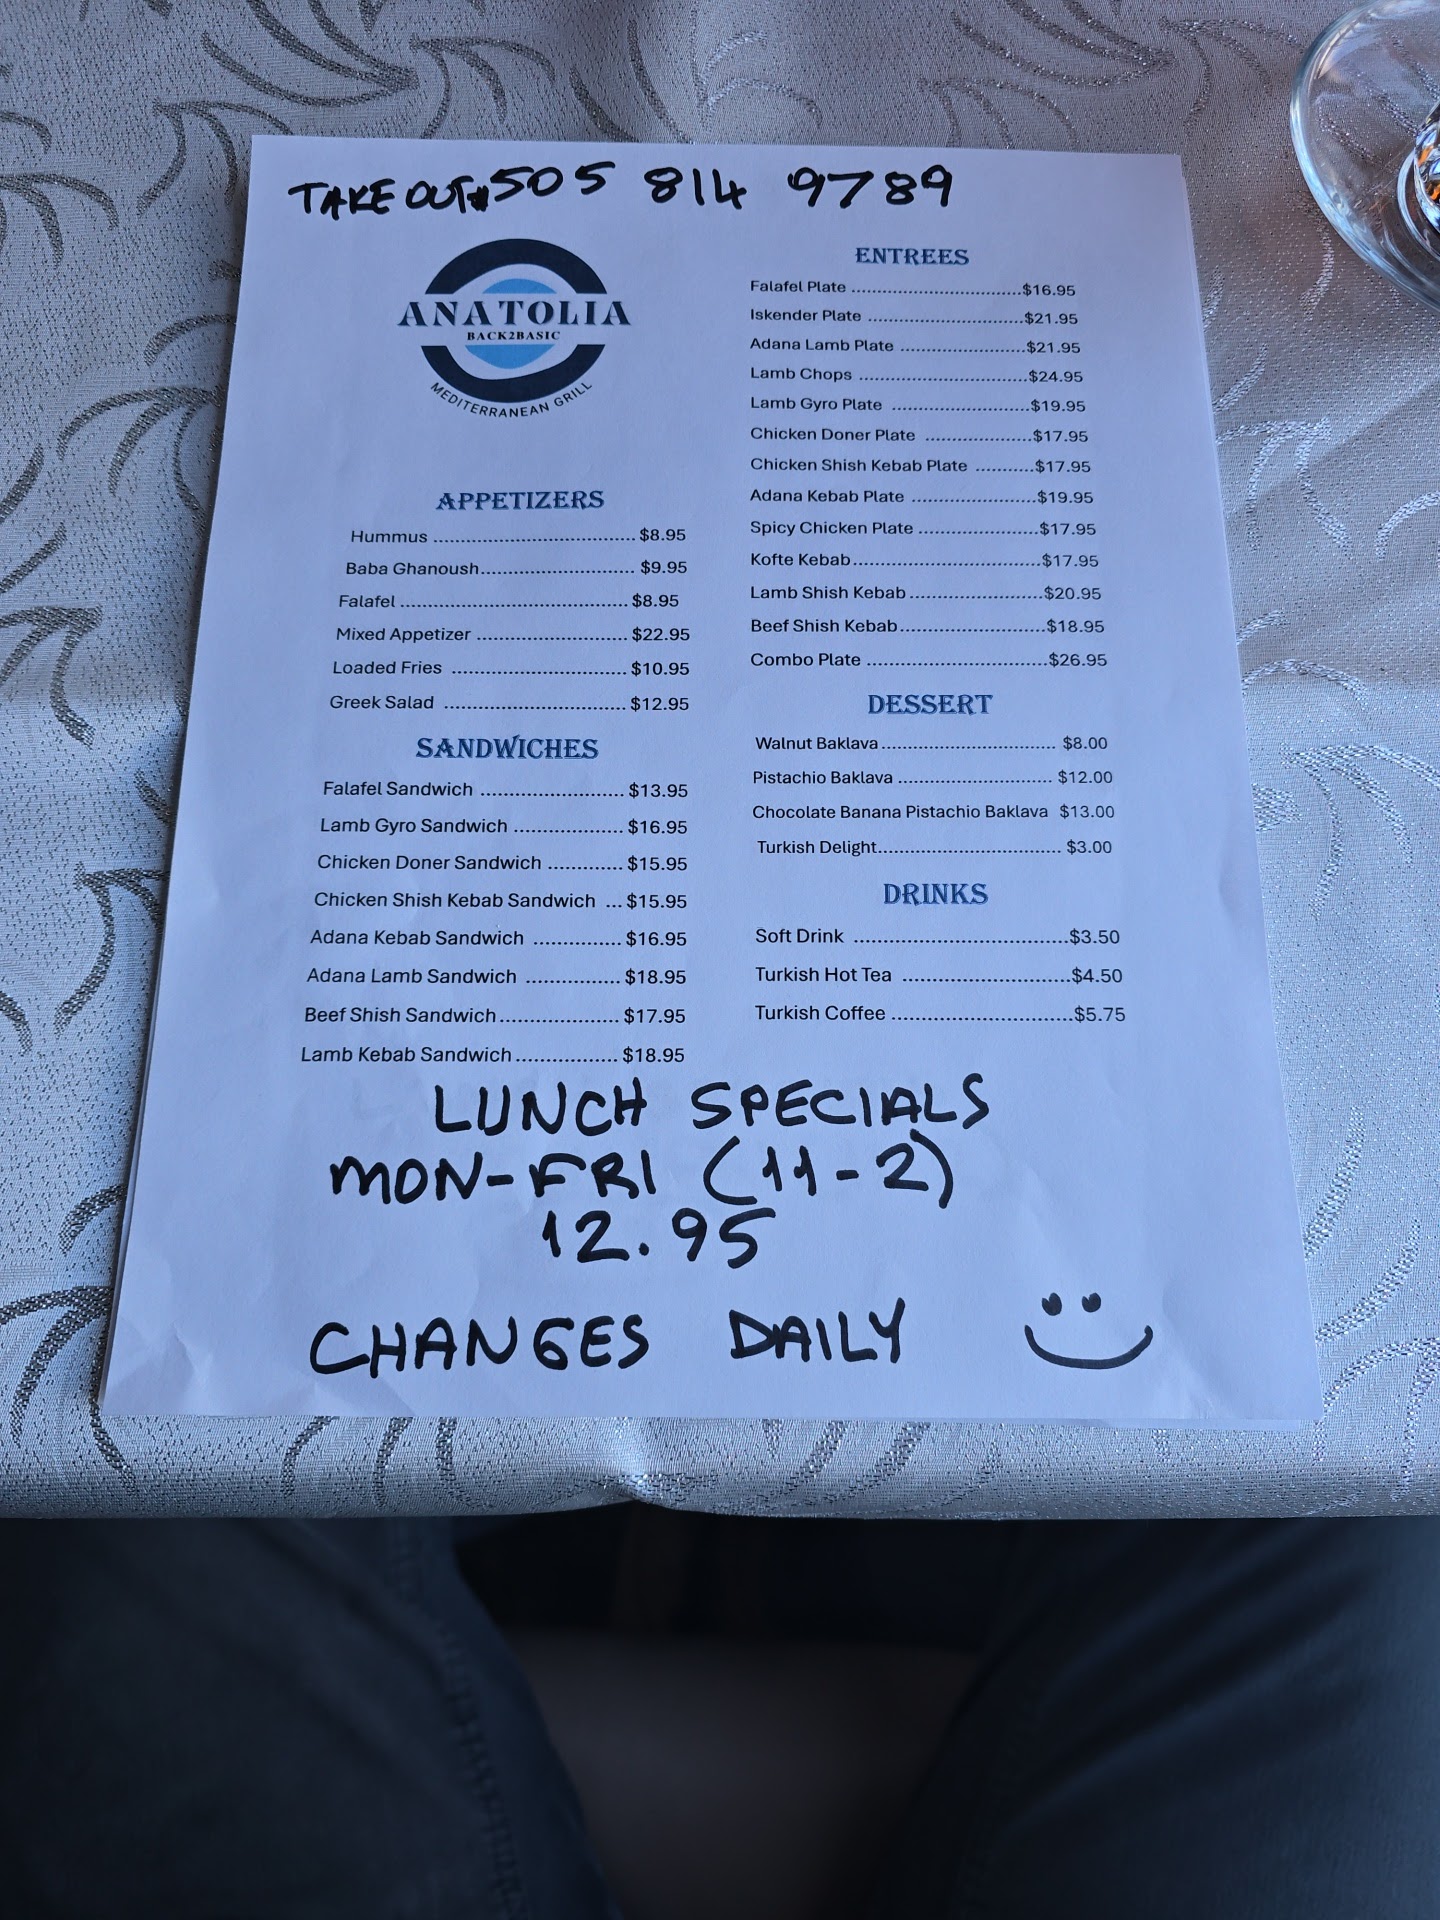 TAKE OUT# 505 814 9789
ANATOLIA
BACK2BASIC
MEDITERRANEAN GRILL
APPETIZERS
Hummus ........................................ $8.95
Baba Ghanoush.............................. $9.95
Falafel ............................................ $8.95
Mixed Appetizer ............................. $22.95
Loaded Fries ................................. $10.95
Greek Salad .................................. $12.95
SANDWICHES
Falafel Sandwich .......................... $13.95
Lamb Gyro Sandwich .................... $16.95
Chicken Doner Sandwich ............. $15.95
Chicken Shish Kebab Sandwich ... $15.95
Adana Kebab Sandwich ............... $16.95
Adana Lamb Sandwich ................ $18.95
Beef Shish Sandwich.................... $17.95
Lamb Kebab Sandwich................. $18.95
ENTREES
Falafel Plate ....................................$16.95
Iskender Plate .................................$21.95
Adana Lamb Plate ..........................$21.95
Lamb Chops ...................................$24.95
Lamb Gyro Plate ............................$19.95
Chicken Doner Plate ......................$17.95
Chicken Shish Kebab Plate ...........$17.95
Adana Kebab Plate ........................$19.95
Spicy Chicken Plate .......................$17.95
Kofte Kebab...................................$17.95
Lamb Shish Kebab.........................$20.95
Beef Shish Kebab...........................$18.95
Combo Plate .................................$26.95
DESSERT
Walnut Baklava................................ $8.00
Pistachio Baklava ............................ $12.00
Chocolate Banana Pistachio Baklava $13.00
Turkish Delight................................. $3.00
DRINKS
Soft Drink .......................................$3.50
Turkish Hot Tea ..............................$4.50
Turkish Coffee ................................$5.75
LUNCH SPECIALS
MON-FRI (11-2)
12.95
CHANGES DAILY